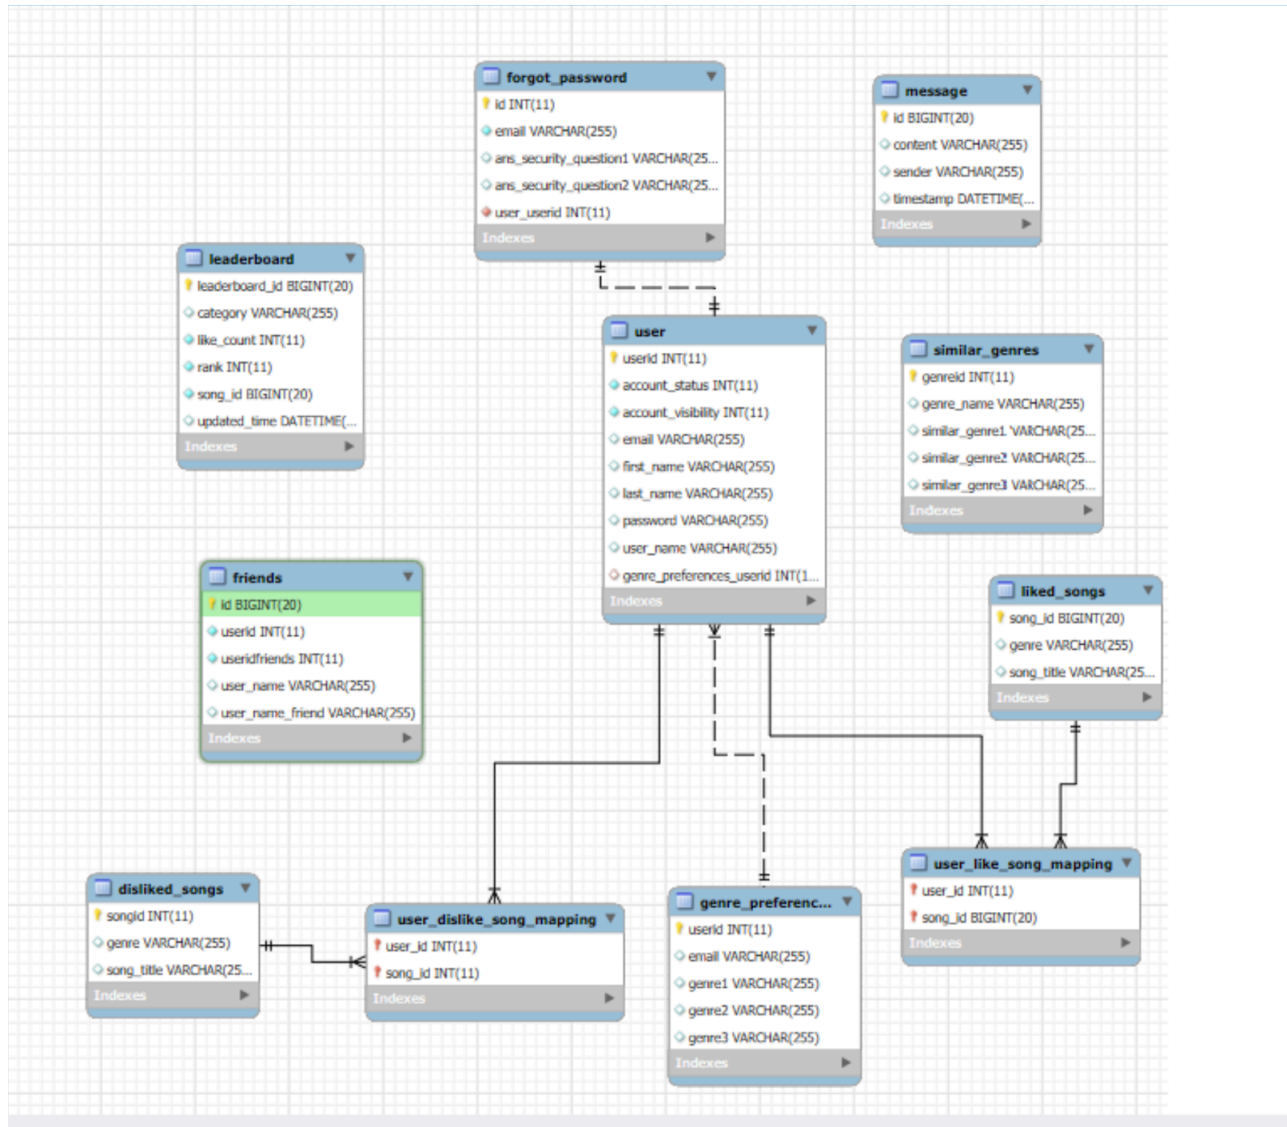 forgot_password
id INT(11)
email VARCHAR(255)
ans_security_question1 VARCHAR(25...
ans_security_question2 VARCHAR(25...
user_userid INT(11)
Indexes
message
id BIGINT(20)
content VARCHAR(255)
sender VARCHAR(255)
timestamp DATETIME(...
Indexes
leaderboard
leaderboard_id BIGINT(20)
category VARCHAR(255)
like_count INT(11)
rank INT(11)
song_id BIGINT(20)
updated_time DATETIME(...
Indexes
user
userid INT(11)
account_status INT(11)
account_visibility INT(11)
email VARCHAR(255)
first_name VARCHAR(255)
last_name VARCHAR(255)
password VARCHAR(255)
user_name VARCHAR(255)
genre_preferences_userid INT(1...
Indexes
similar_genres
genreid INT(11)
genre_name VARCHAR(255)
similar_genre1 VARCHAR(25...
similar_genre2 VARCHAR(25...
similar_genre3 VARCHAR(25...
Indexes
friends
id BIGINT(20)
userid INT(11)
useridfriends INT(11)
user_name VARCHAR(255)
user_name_friend VARCHAR(255)
Indexes
liked_songs
song_id BIGINT(20)
genre VARCHAR(255)
song_title VARCHAR(25...
Indexes
disliked_songs
songid INT(11)
genre VARCHAR(255)
song_title VARCHAR(25...
Indexes
user_dislike_song_mapping
user_id INT(11)
song_id INT(11)
Indexes
genre_preferenc...
userid INT(11)
email VARCHAR(255)
genre1 VARCHAR(255)
genre2 VARCHAR(255)
genre3 VARCHAR(255)
Indexes
user_like_song_mapping
user_id INT(11)
song_id BIGINT(20)
Indexes